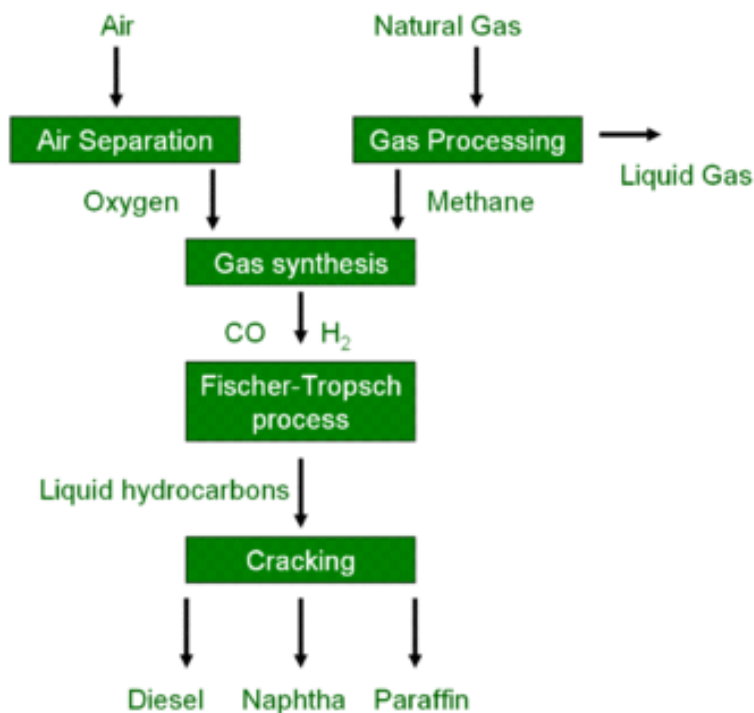 Air
Natural Gas
Air Separation
Gas Processing
Liquid Gas
Oxygen
Methane
Gas synthesis
CO
H₂
Fischer-Tropsch
process
Liquid hydrocarbons
Cracking
Diesel
Naphtha
Paraffin